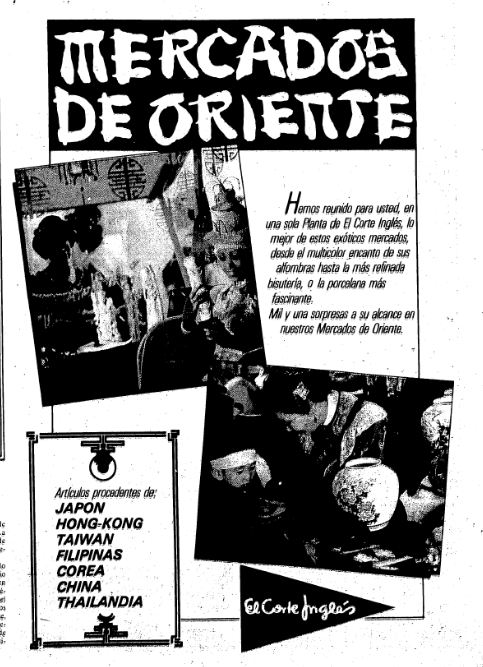 MERCADOS
DE ORIENTE
Hemos reunido para usted, en
una sola Planta de El Corte Inglés, lo
mejor de estos exóticos mercados,
desde el multicolor encanto de sus
alfombras hasta la más refinada
bisutería, o la porcelana más
fascinante.
Mil y una sorpresas a su alcance en
nuestros Mercados de Oriente.
Artículos procedentes de:
JAPON
HONG-KONG
TAIWAN
FILIPINAS
COREA
CHINA
THAILANDIA
El Corte Inglés